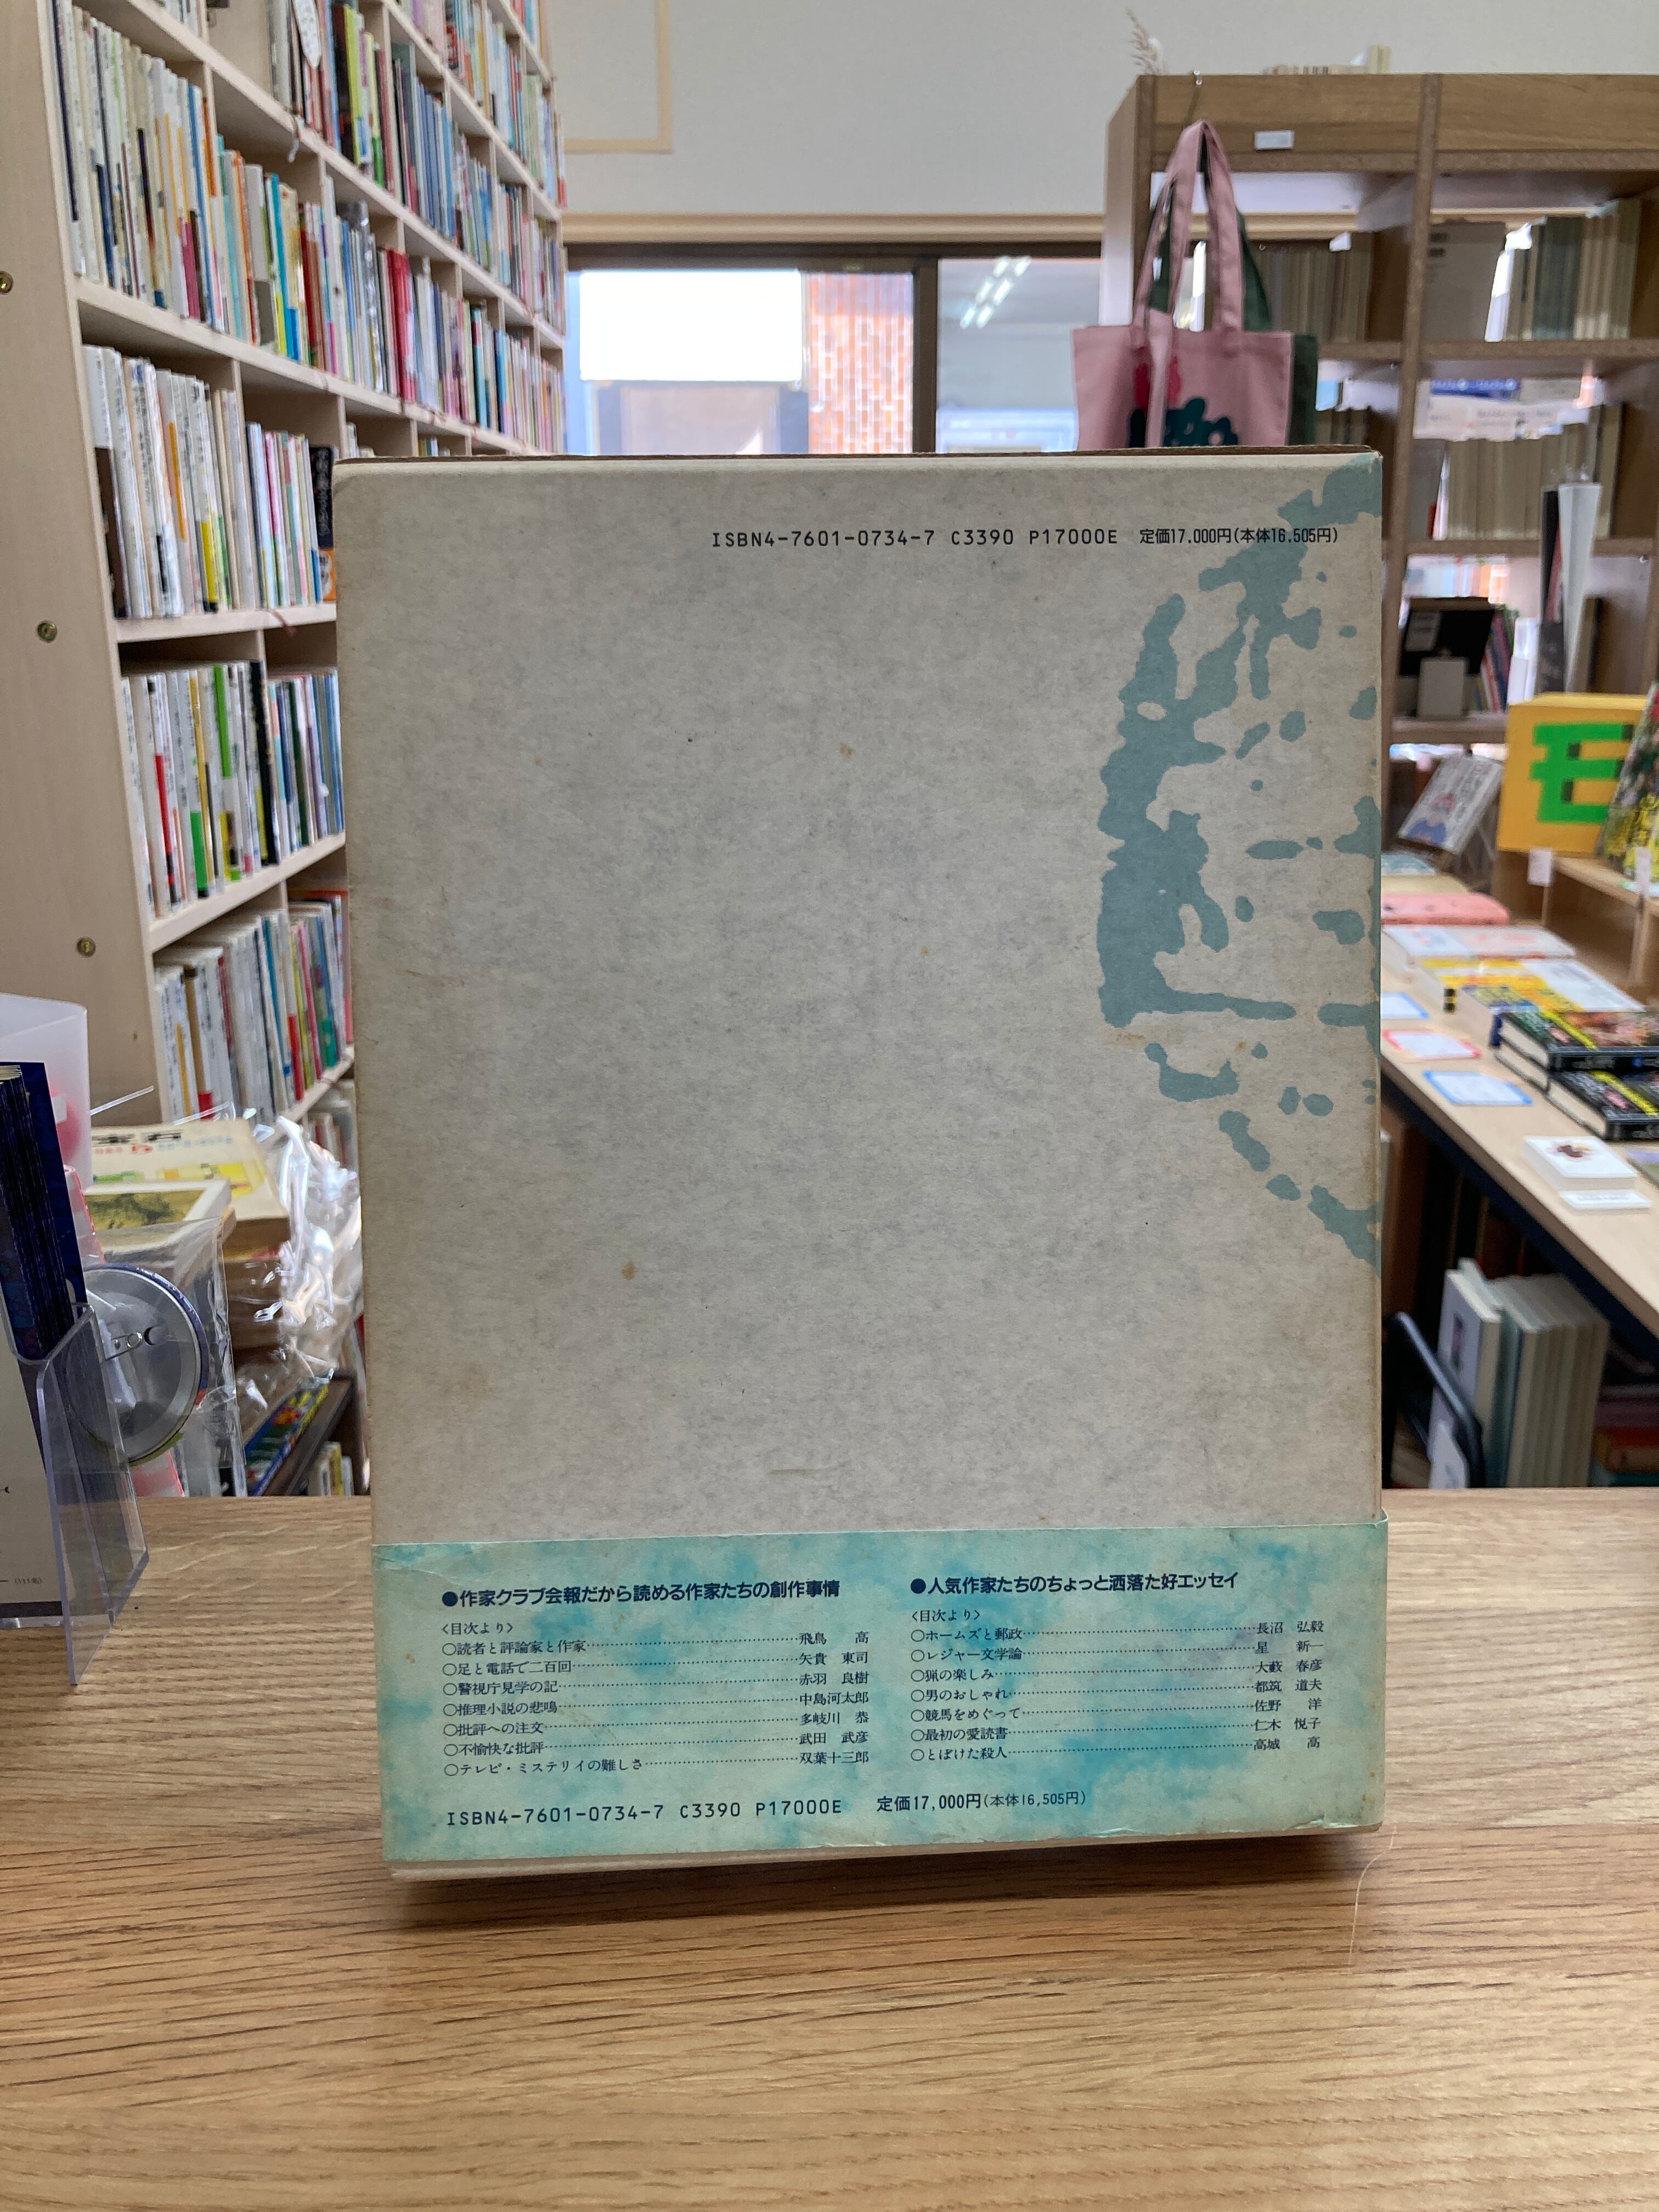 ISBN4-7601-0734-7 C3390 P17000E 定価17,000円(本体16,505円)
●作家クラブ会報だから読める作家たちの創作事情
〈目次より〉
○読者と評論家と作家…………飛鳥 高
○足と電話で二百回…………矢貴 東司
○警視庁見学の記…………赤羽 良樹
○推理小説の悲鳴…………中島河太郎
○批評への注文…………多岐川 恭
○不愉快な批評…………武田 武彦
○テレビ・ミステリイの難しさ…………双葉十三郎
●人気作家たちのちょっと洒落た好エッセイ
〈目次より〉
○ホームズと郵政…………長沼 弘毅
○レジャー文学論…………星 新一
○猟の楽しみ…………大藪 春彦
○男のおしゃれ…………都筑 道夫
○競馬をめぐって…………佐野 洋
○最初の愛読書…………仁木 悦子
○とぼけた殺人…………高城 高
ISBN4-7601-0734-7 C3390 P17000E 定価17,000円(本体16,505円)